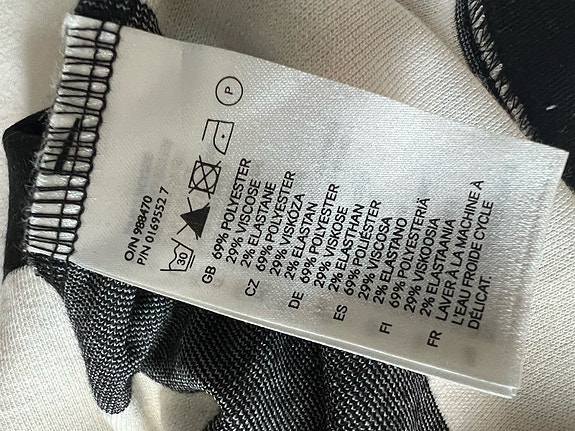 O/N 988470
P/N 0169552 7
30
P
GB 69% POLYESTER
29% VISCOSE
2% ELASTANE
CZ 69% POLYESTER
29% VISKÓZA
2% ELASTAN
DE 69% POLYESTER
29% VISKOSE
2% ELASTHAN
ES 69% POLIÉSTER
29% VISCOSA
2% ELASTANO
FI 69% POLYESTERIÄ
29% VISKOOSIA
2% ELASTAANIA
FR LAVER À LA MACHINE À
L'EAU FROIDE CYCLE
DÉLICAT.